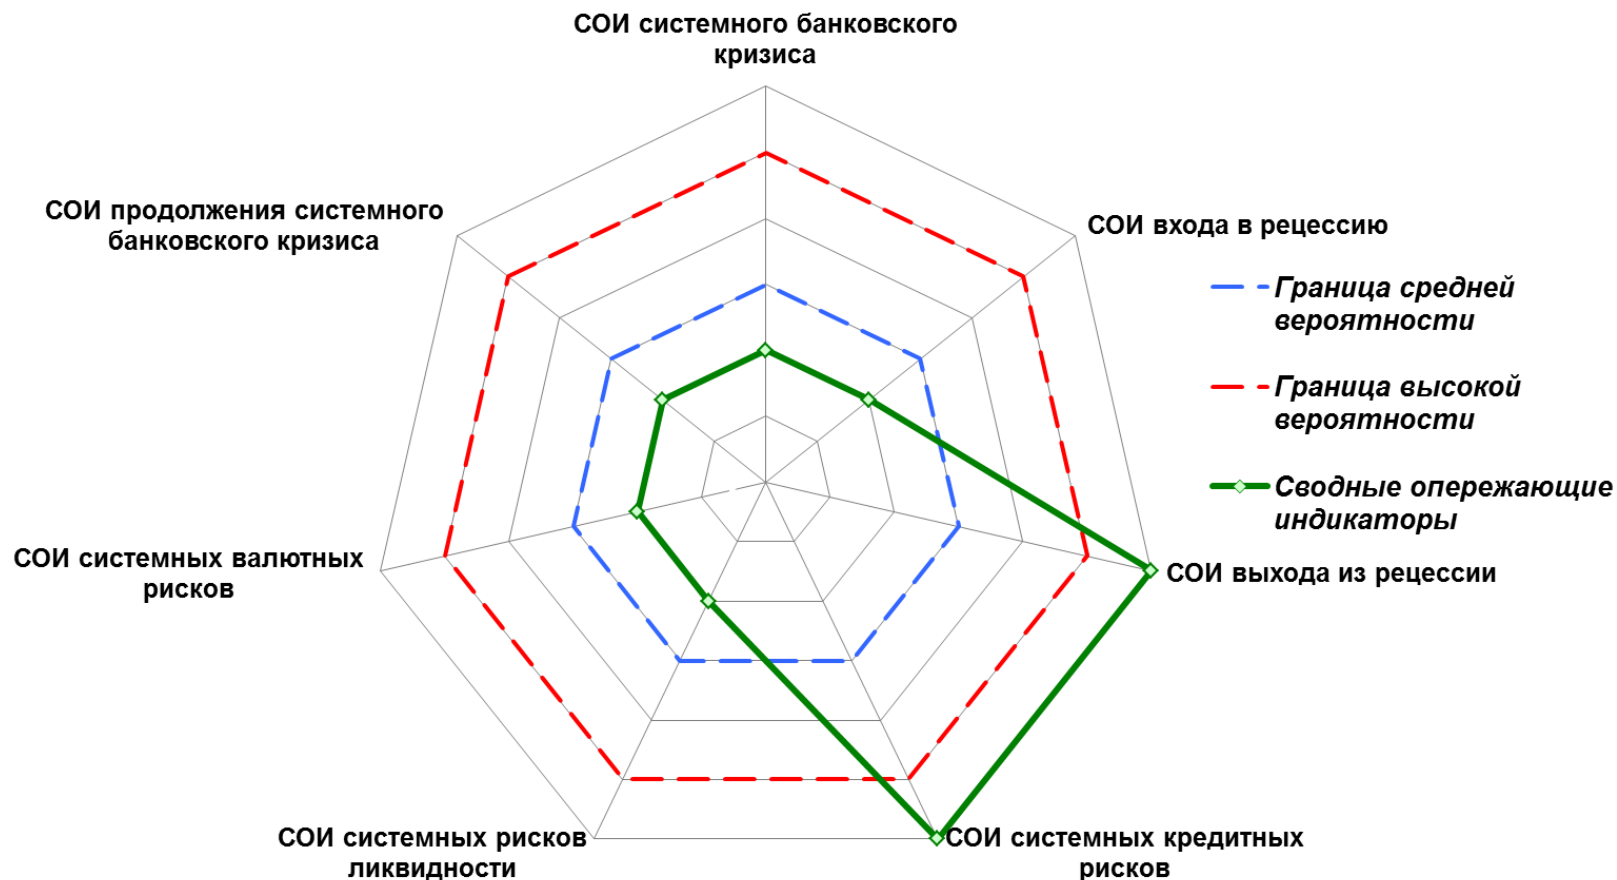 СОИ системного банковского
кризиса
СОИ продолжения системного
банковского кризиса
СОИ входа в рецессию
Граница средней
вероятности
Граница высокой
вероятности
Сводные опережающие
индикаторы
СОИ системных валютных
рисков
СОИ выхода из рецессии
СОИ системных рисков
ликвидности
СОИ системных кредитных
рисков